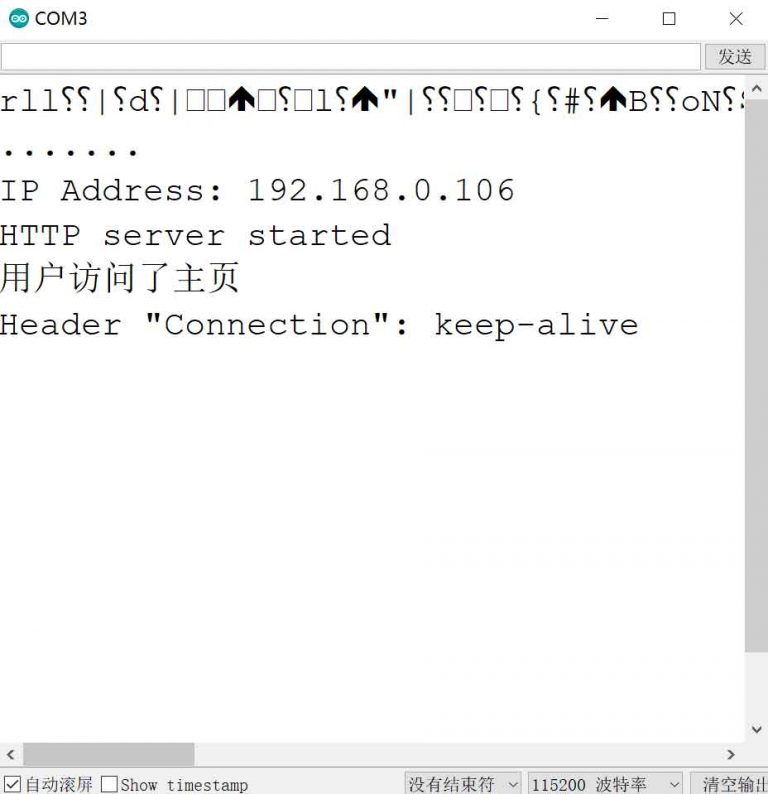 COM3
发送
.......
IP Address: 192.168.0.106
HTTP server started
用户访问了主页
Header "Connection": keep-alive
自动滚屏 Show timestamp 没有结束符 115200 波特率 清空输出